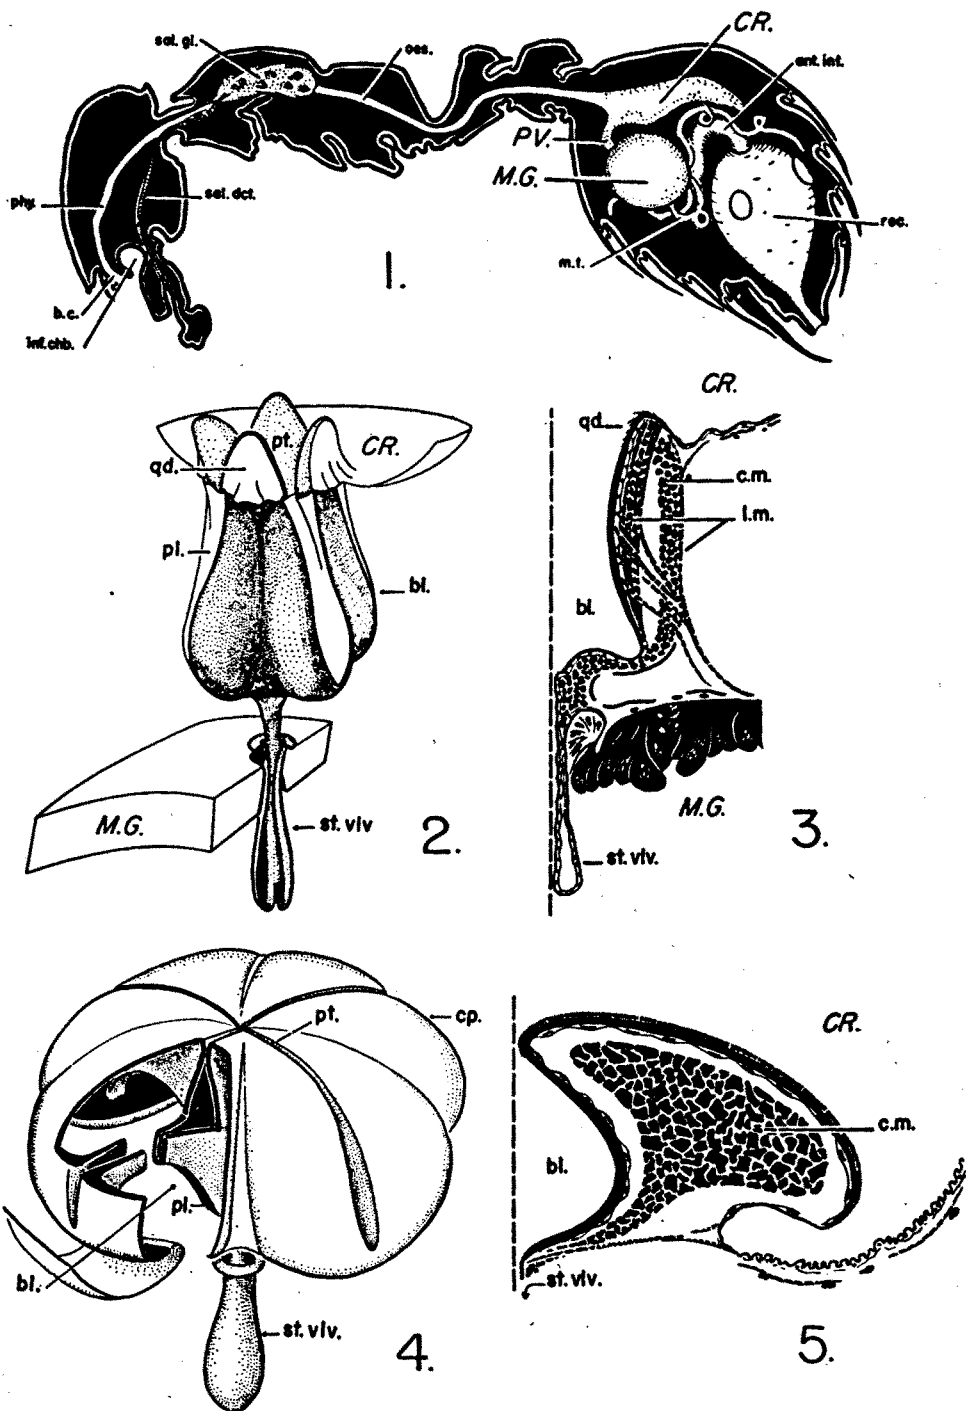 CR.
sal. gl.
oes.
ant. int.
PV.
M.G.
phy.
sal. dct.
rec.
m.t.
1.
b.c.
inf. chb.
CR.
qd.
pt.
CR.
qd.
c.m.
l.m.
pl.
bl.
bl.
M.G.
st. vlv
2.
M.G.
3.
st. vlv.
pt.
cp.
CR.
c.m.
bl.
pl.
bl.
st. vlv.
st. vlv.
4.
5.